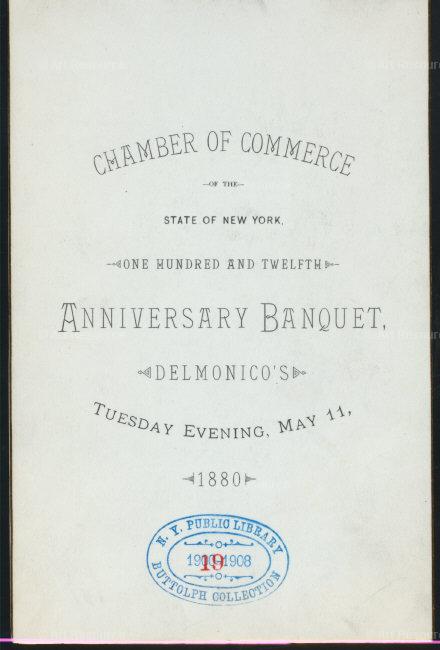 CHAMBER OF COMMERCE
—OF THE—
STATE OF NEW YORK,
ONE HUNDRED AND TWELFTH
ANNIVERSARY BANQUET,
DELMONICO'S
TUESDAY EVENING, MAY 11,
1880
N. Y. PUBLIC LIBRARY
19
1908
BUTTOLPH COLLECTION